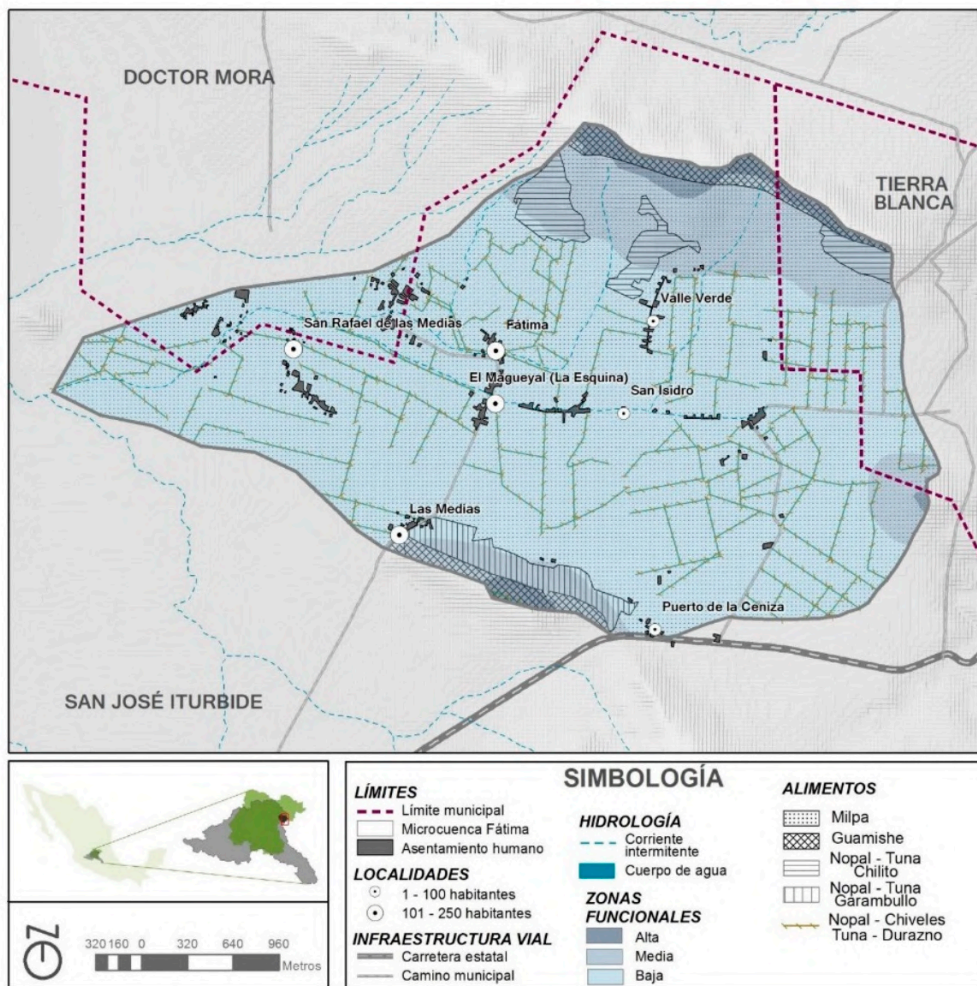 DOCTOR MORA
TIERRA
BLANCA
Valle Verde
San Rafael de las Medias
Fátima
El Magueyal (La Esquina)
San Isidro
Las Medias
Puerto de la Ceniza
SAN JOSÉ ITURBIDE
SIMBOLOGÍA
LÍMITES
Límite municipal
Microcuenca Fátima
Asentamiento humano
LOCALIDADES
1 - 100 habitantes
101 - 250 habitantes
INFRAESTRUCTURA VIAL
Carretera estatal
Camino municipal
HIDROLOGÍA
Corriente
intermitente
Cuerpo de agua
ZONAS
FUNCIONALES
Alta
Media
Baja
ALIMENTOS
Milpa
Guamishe
Nopal - Tuna
Chilito
Nopal - Tuna
Garambullo
Nopal - Chiveles
Tuna - Durazno
N
320 160 0 320 640 960
Metros